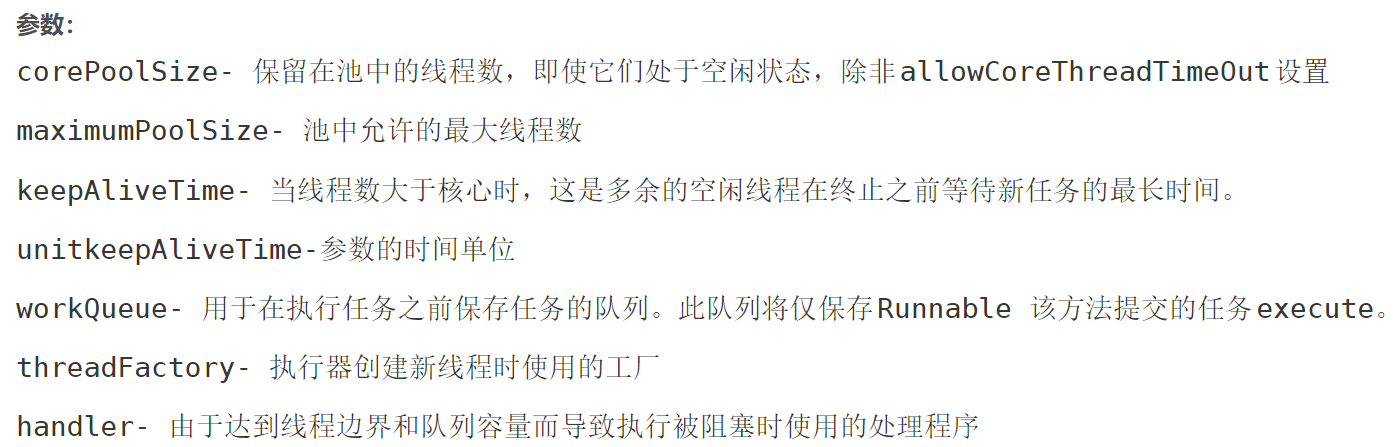 参数：
corePoolSize- 保留在池中的线程数，即使它们处于空闲状态，除非allowCoreThreadTimeOut设置
maximumPoolSize- 池中允许的最大线程数
keepAliveTime- 当线程数大于核心时，这是多余的空闲线程在终止之前等待新任务的最长时间。
unitkeepAliveTime-参数的时间单位
workQueue- 用于在执行任务之前保存任务的队列。此队列将仅保存Runnable 该方法提交的任务execute。
threadFactory- 执行器创建新线程时使用的工厂
handler- 由于达到线程边界和队列容量而导致执行被阻塞时使用的处理程序